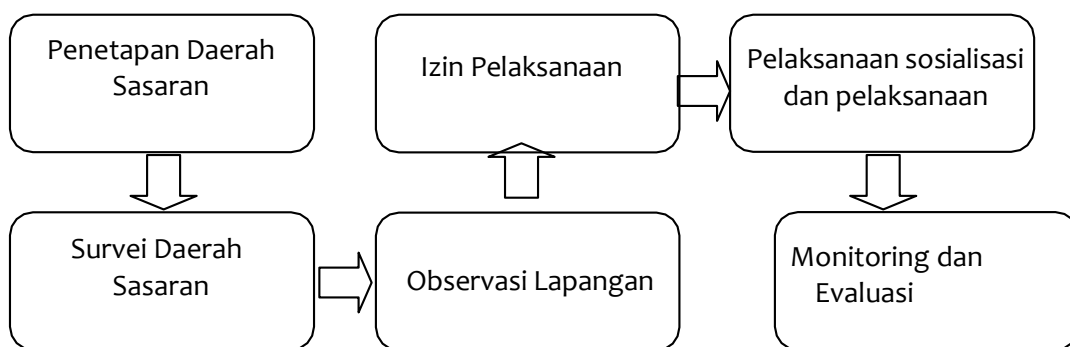 Penetapan Daerah
Sasaran
Survei Daerah
Sasaran
Observasi Lapangan
Izin Pelaksanaan
Pelaksanaan sosialisasi
dan pelaksanaan
Monitoring dan
Evaluasi